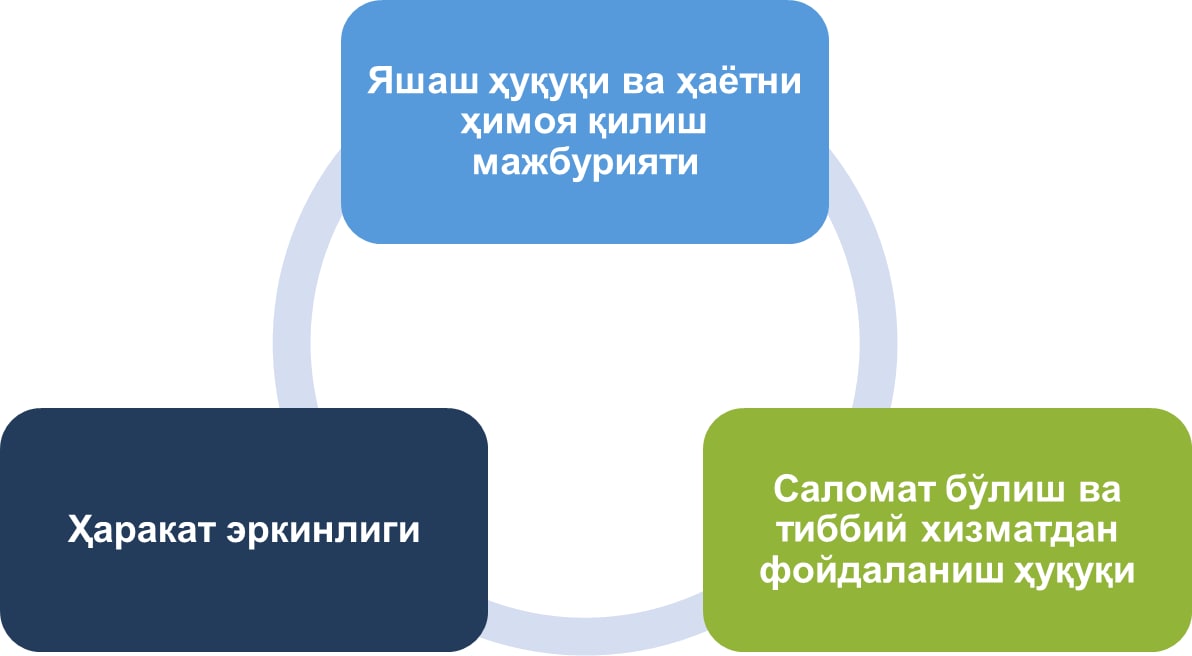 Яшаш ҳуқуқи ва ҳаётни
ҳимоя қилиш
мажбурияти
Ҳаракат эркинлиги
Саломат бўлиш ва
тиббий хизматдан
фойдаланиш ҳуқуқи